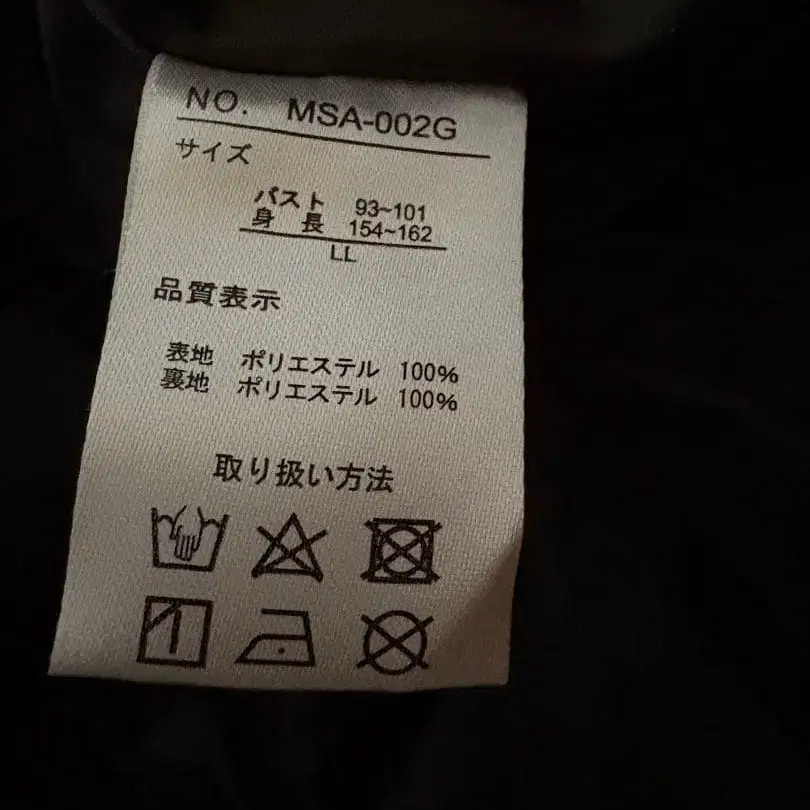 NO. MSA-002G
サイズ
バスト 93~101
身 長 154~162
LL
品質表示
表地 ポリエステル 100%
裏地 ポリエステル 100%
取り扱い方法